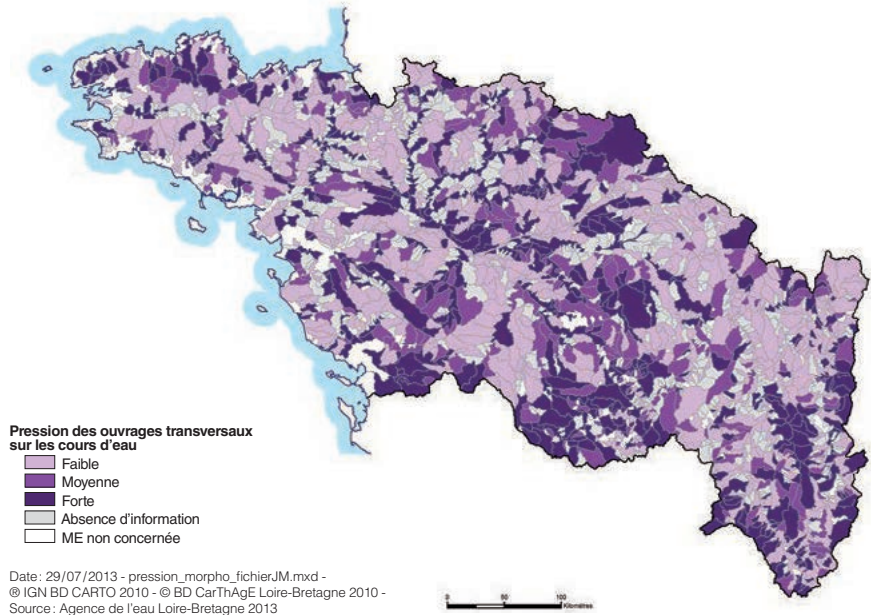 Pression des ouvrages transversaux
sur les cours d'eau
Faible
Moyenne
Forte
Absence d'information
ME non concernée
Date : 29/07/2013 - pression_morpho_fichierJM.mxd -
® IGN BD CARTO 2010 - © BD CarThAgE Loire-Bretagne 2010 -
Source : Agence de l'eau Loire-Bretagne 2013
0 50 100
Kilomètres